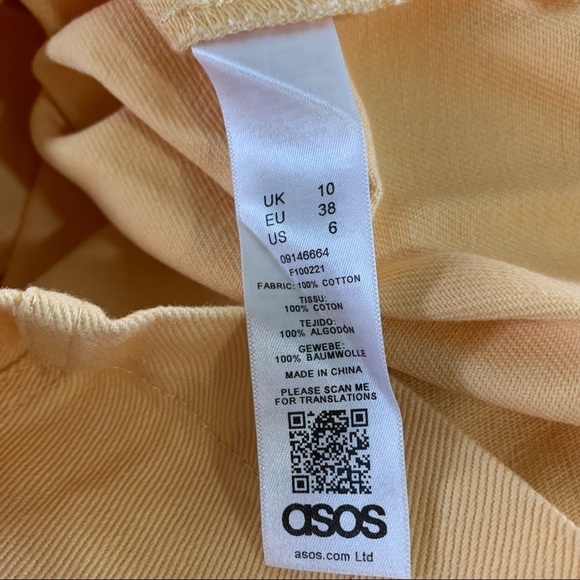 UK 10
EU 38
US 6
09146664
F100221
FABRIC: 100% COTTON
TISSU:
100% COTON
TEJIDO:
100% ALGODÓN
GEWEBE:
100% BAUMWOLLE
MADE IN CHINA
PLEASE SCAN ME
FOR TRANSLATIONS
asos
asos.com Ltd